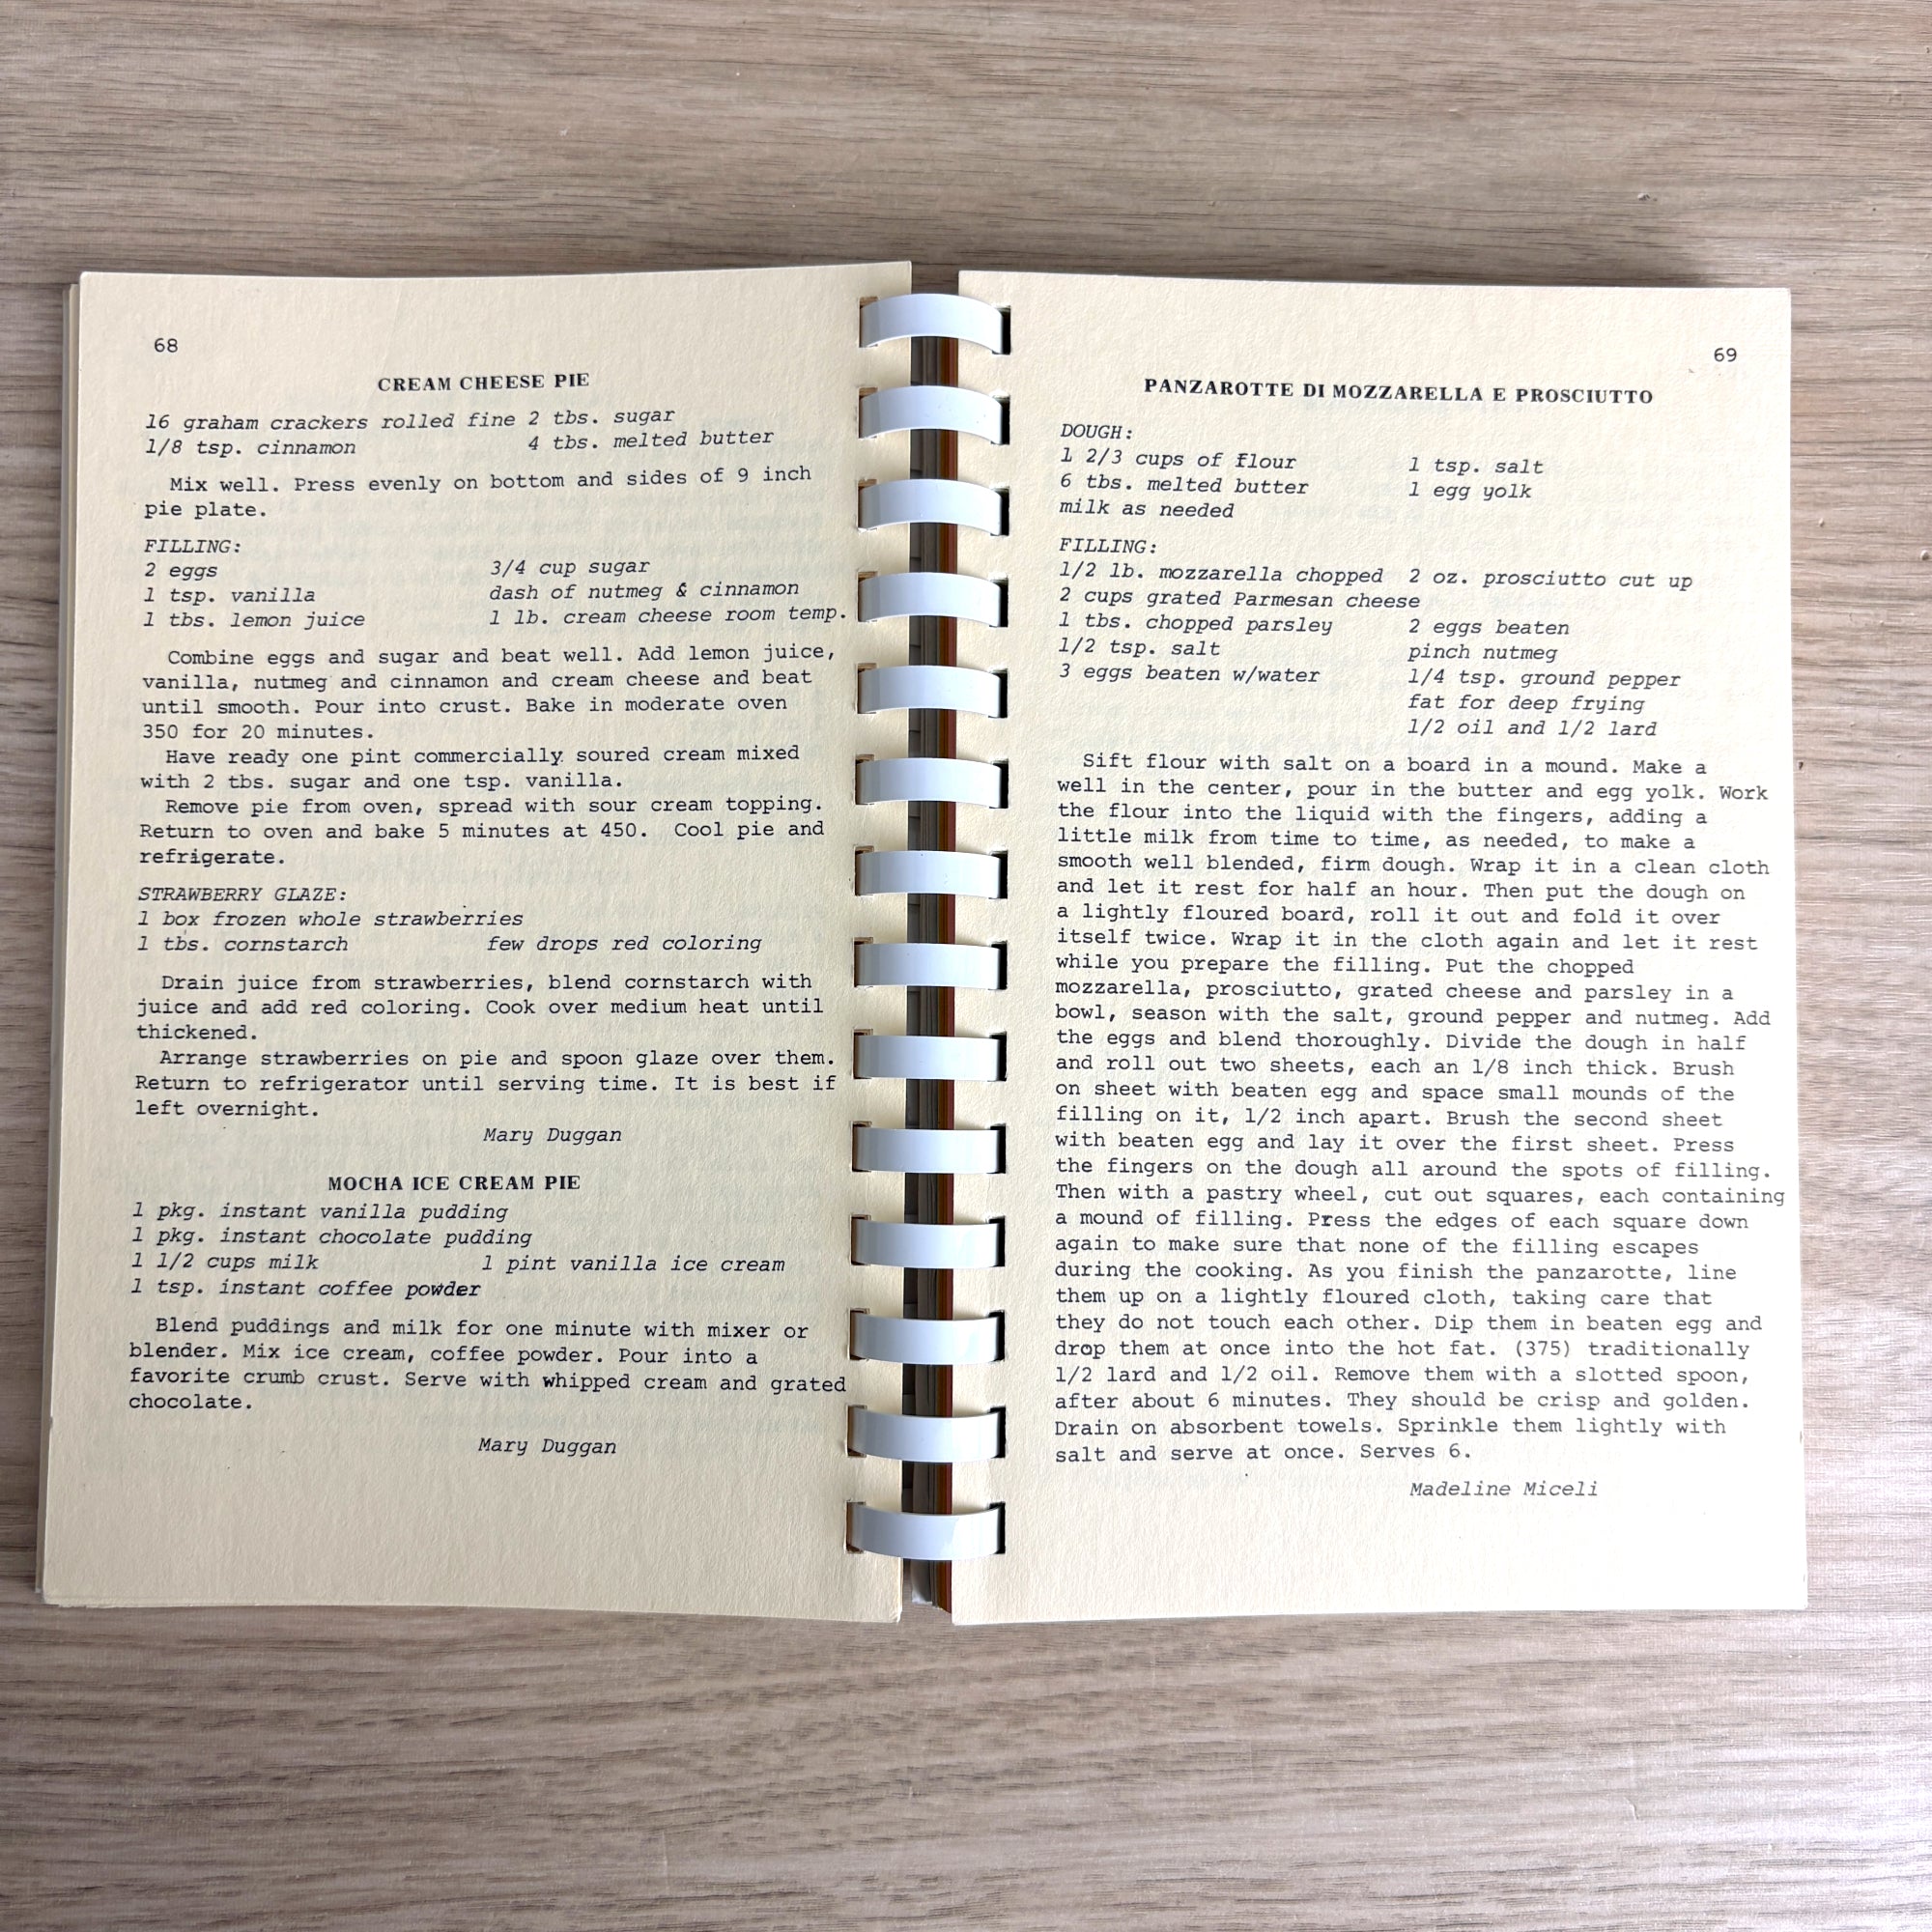 68
CREAM CHEESE PIE
16 graham crackers rolled fine 2 tbs. sugar
1/8 tsp. cinnamon 4 tbs. melted butter
Mix well. Press evenly on bottom and sides of 9 inch
pie plate.
FILLING:
2 eggs 3/4 cup sugar
1 tsp. vanilla dash of nutmeg & cinnamon
1 tbs. lemon juice 1 lb. cream cheese room temp.
Combine eggs and sugar and beat well. Add lemon juice,
vanilla, nutmeg and cinnamon and cream cheese and beat
until smooth. Pour into crust. Bake in moderate oven
350 for 20 minutes.
Have ready one pint commercially soured cream mixed
with 2 tbs. sugar and one tsp. vanilla.
Remove pie from oven, spread with sour cream topping.
Return to oven and bake 5 minutes at 450. Cool pie and
refrigerate.
STRAWBERRY GLAZE:
1 box frozen whole strawberries
1 tbs. cornstarch few drops red coloring
Drain juice from strawberries, blend cornstarch with
juice and add red coloring. Cook over medium heat until
thickened.
Arrange strawberries on pie and spoon glaze over them.
Return to refrigerator until serving time. It is best if
left overnight.
Mary Duggan
MOCHA ICE CREAM PIE
1 pkg. instant vanilla pudding
1 pkg. instant chocolate pudding
1 1/2 cups milk 1 pint vanilla ice cream
1 tsp. instant coffee powder
Blend puddings and milk for one minute with mixer or
blender. Mix ice cream, coffee powder. Pour into a
favorite crumb crust. Serve with whipped cream and grated
chocolate.
Mary Duggan
69
PANZAROTTE DI MOZZARELLA E PROSCIUTTO
DOUGH:
1 2/3 cups of flour 1 tsp. salt
6 tbs. melted butter 1 egg yolk
milk as needed
FILLING:
1/2 lb. mozzarella chopped 2 oz. prosciutto cut up
2 cups grated Parmesan cheese
1 tbs. chopped parsley 2 eggs beaten
1/2 tsp. salt pinch nutmeg
3 eggs beaten w/water 1/4 tsp. ground pepper
fat for deep frying
1/2 oil and 1/2 lard
Sift flour with salt on a board in a mound. Make a
well in the center, pour in the butter and egg yolk. Work
the flour into the liquid with the fingers, adding a
little milk from time to time, as needed, to make a
smooth well blended, firm dough. Wrap it in a clean cloth
and let it rest for half an hour. Then put the dough on
a lightly floured board, roll it out and fold it over
itself twice. Wrap it in the cloth again and let it rest
while you prepare the filling. Put the chopped
mozzarella, prosciutto, grated cheese and parsley in a
bowl, season with the salt, ground pepper and nutmeg. Add
the eggs and blend thoroughly. Divide the dough in half
and roll out two sheets, each an 1/8 inch thick. Brush
on sheet with beaten egg and space small mounds of the
filling on it, 1/2 inch apart. Brush the second sheet
with beaten egg and lay it over the first sheet. Press
the fingers on the dough all around the spots of filling.
Then with a pastry wheel, cut out squares, each containing
a mound of filling. Press the edges of each square down
again to make sure that none of the filling escapes
during the cooking. As you finish the panzarotte, line
them up on a lightly floured cloth, taking care that
they do not touch each other. Dip them in beaten egg and
drop them at once into the hot fat. (375) traditionally
1/2 lard and 1/2 oil. Remove them with a slotted spoon,
after about 6 minutes. They should be crisp and golden.
Drain on absorbent towels. Sprinkle them lightly with
salt and serve at once. Serves 6.
Madeline Miceli